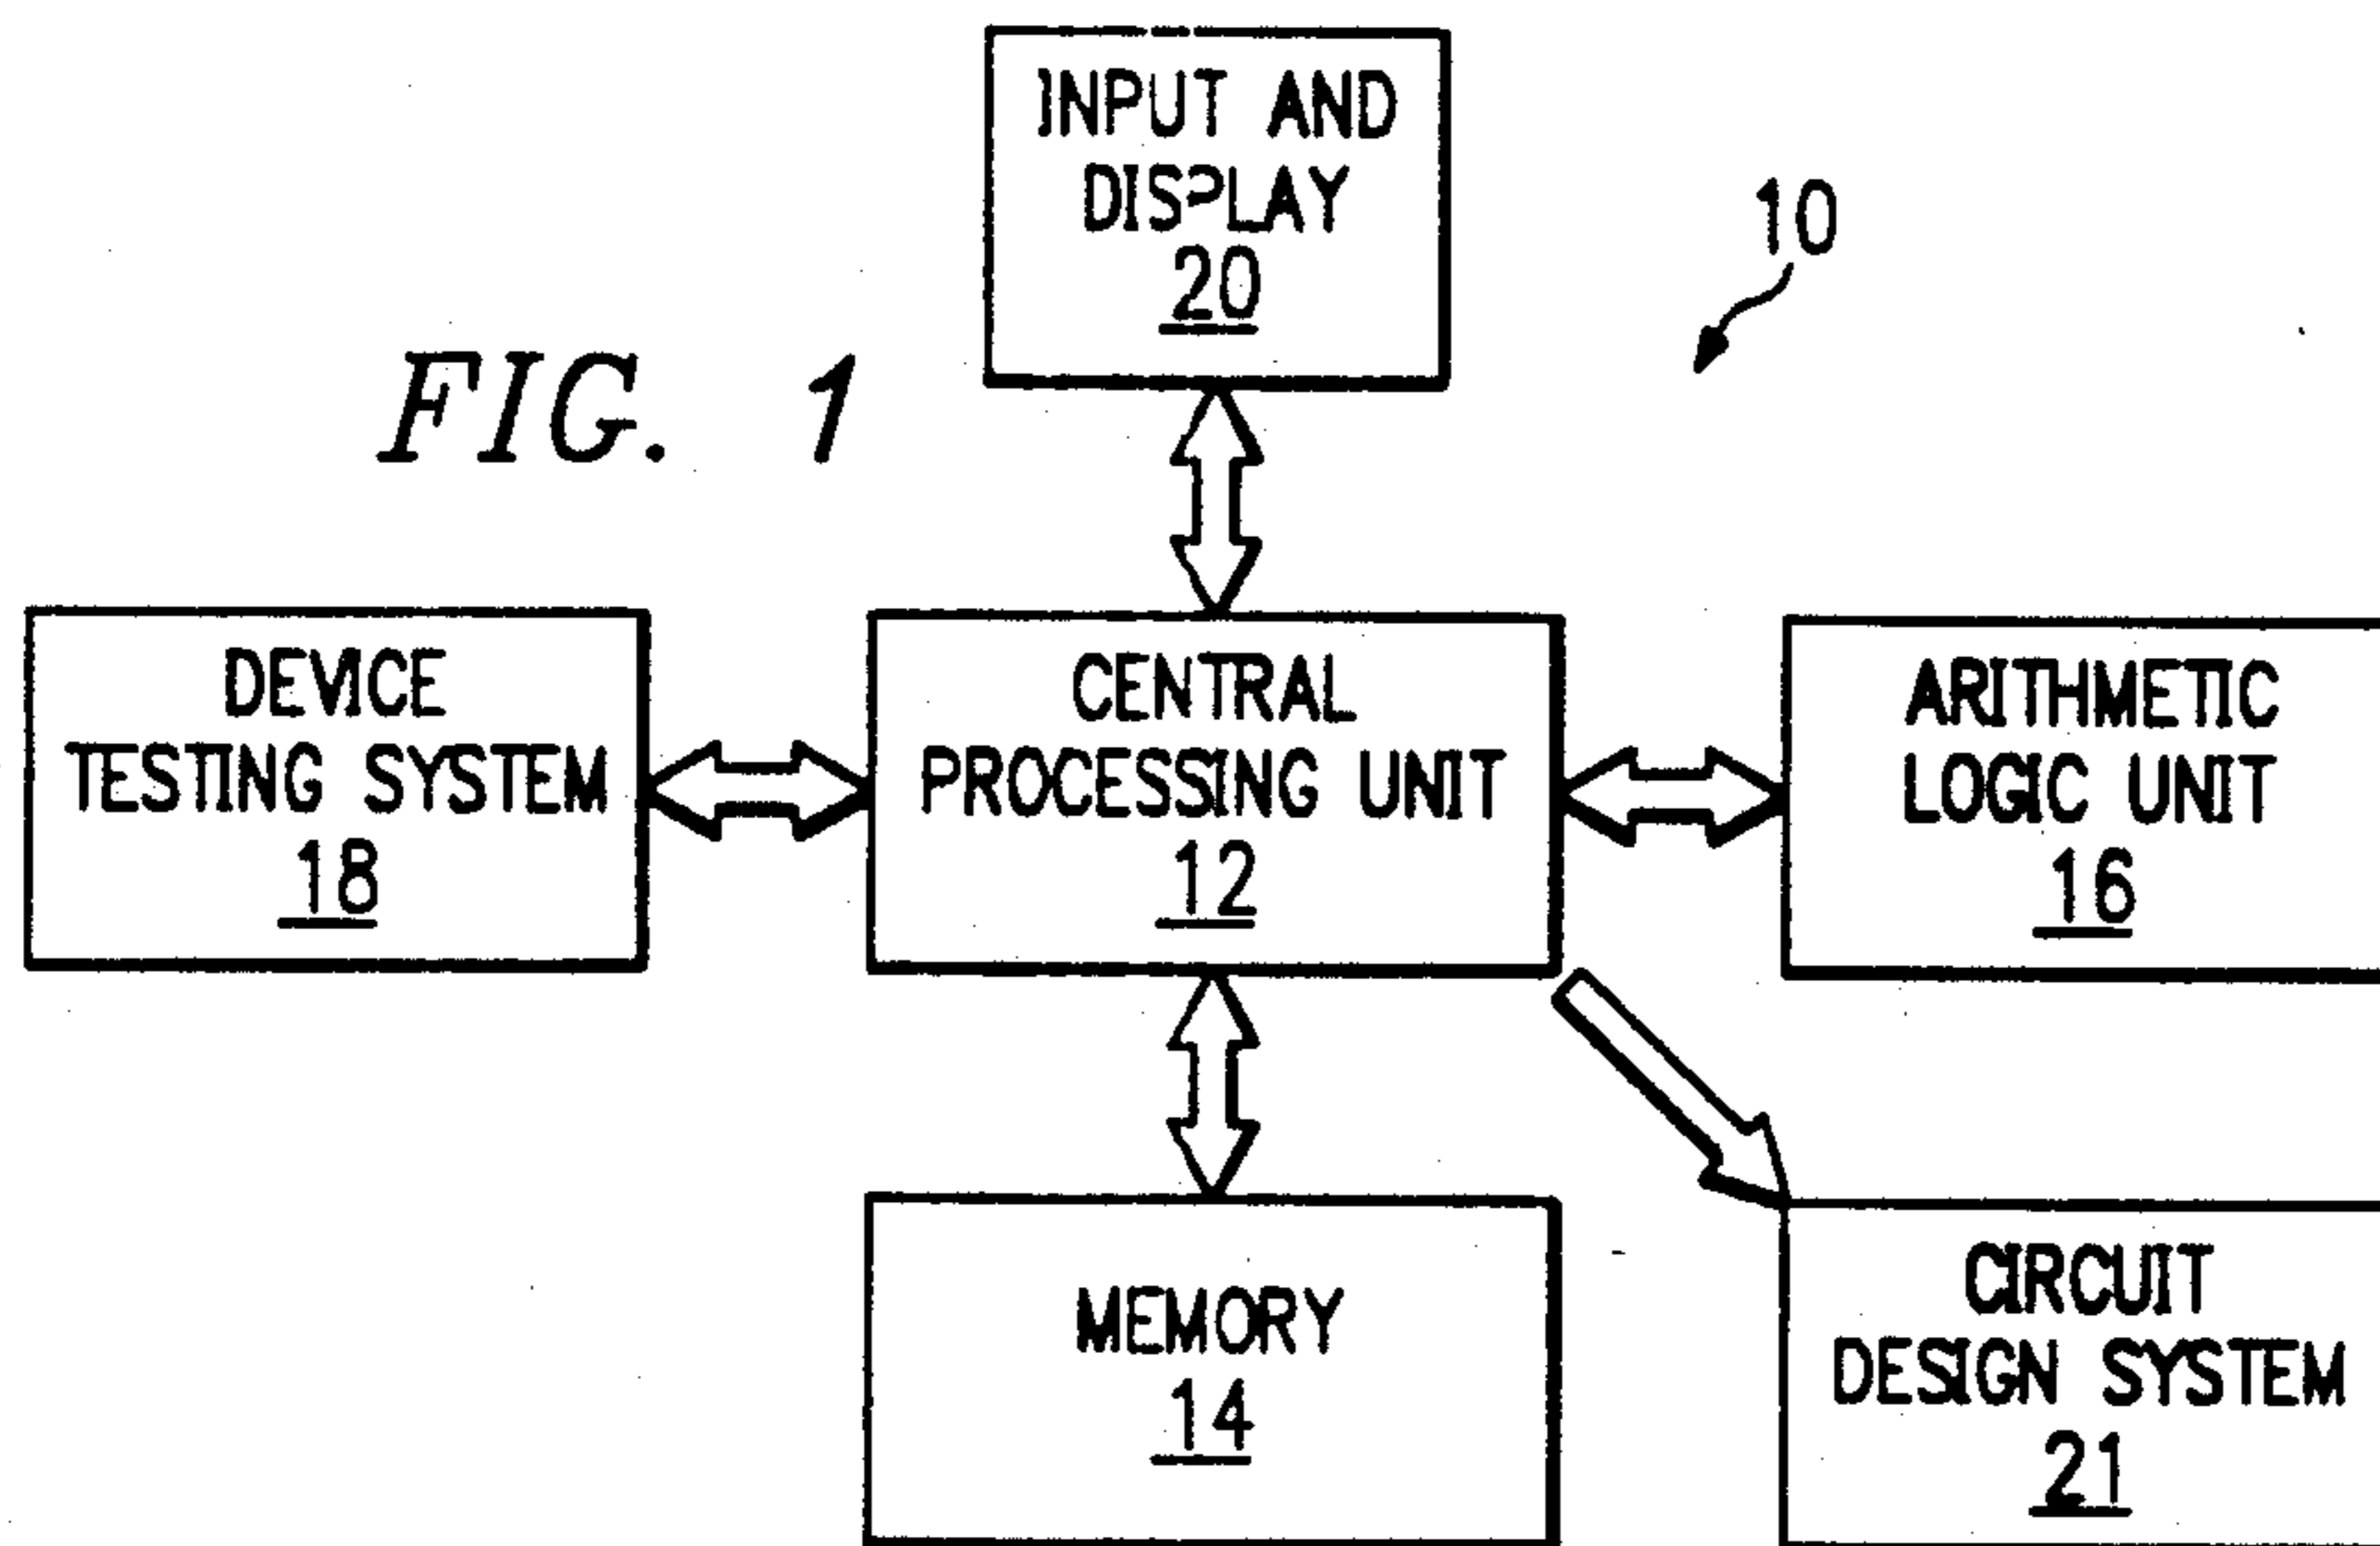 INPUT AND
DISPLAY
20
10
FIG. 1
DEVICE
TESTING SYSTEM
18
CENTRAL
PROCESSING UNIT
12
ARITHMETIC
LOGIC UNIT
16
MEMORY
14
CIRCUIT
DESIGN SYSTEM
21